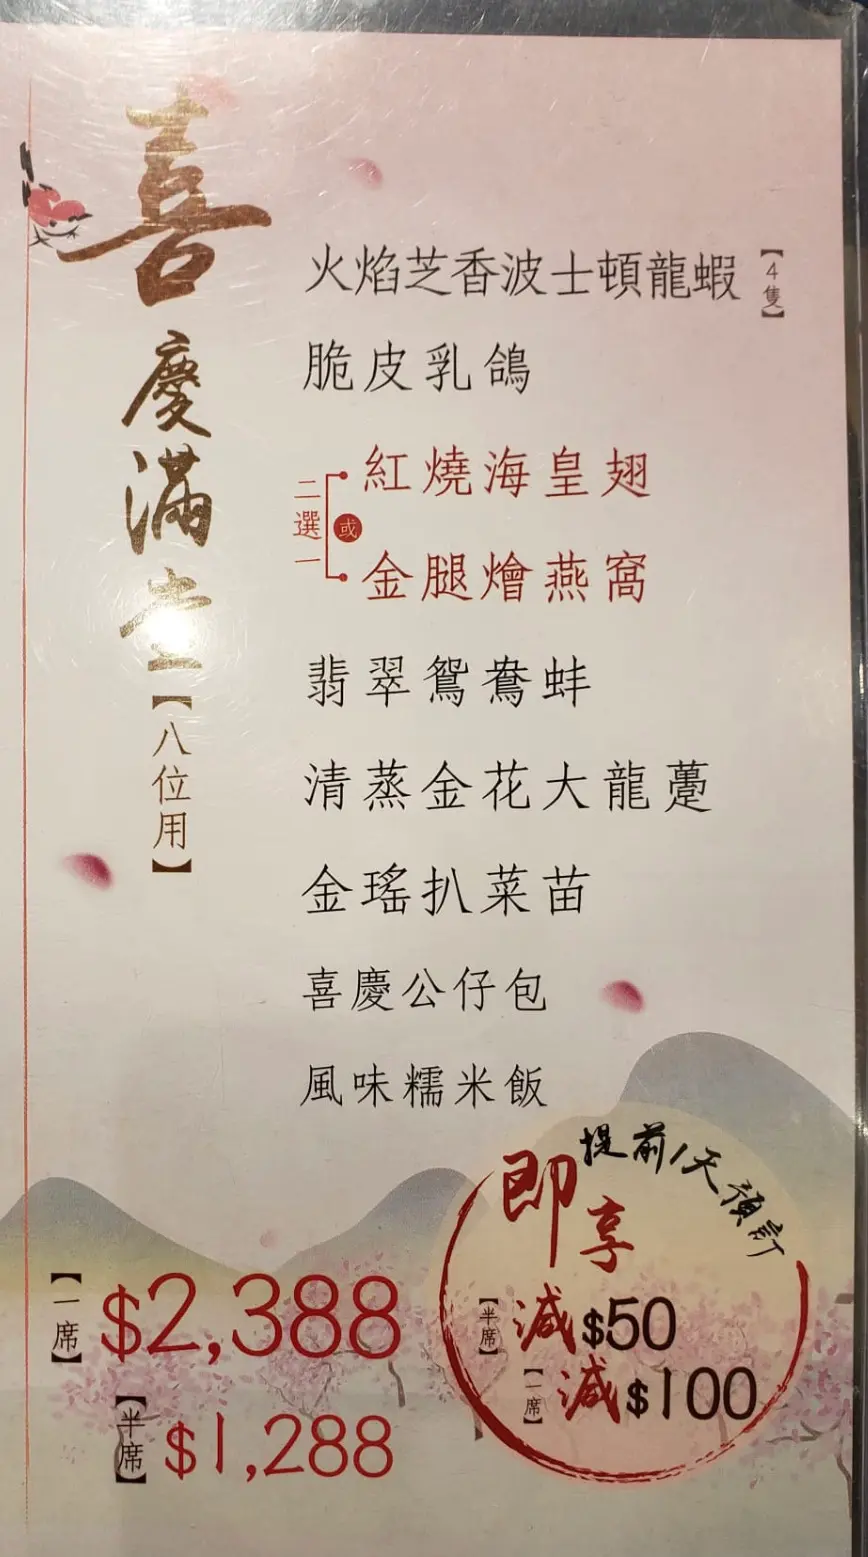 喜慶滿堂
【八位用】
火焰芝香波士頓龍蝦【4隻】
脆皮乳鴿
二選一
紅燒海皇翅
或
金腿燴燕窩
翡翠鴛鴦蚌
清蒸金花大龍躉
金瑤扒菜苗
喜慶公仔包
風味糯米飯
提前1天預訂
即享
【半席】減$50
【一席】減$100
【一席】$2,388
【半席】$1,288